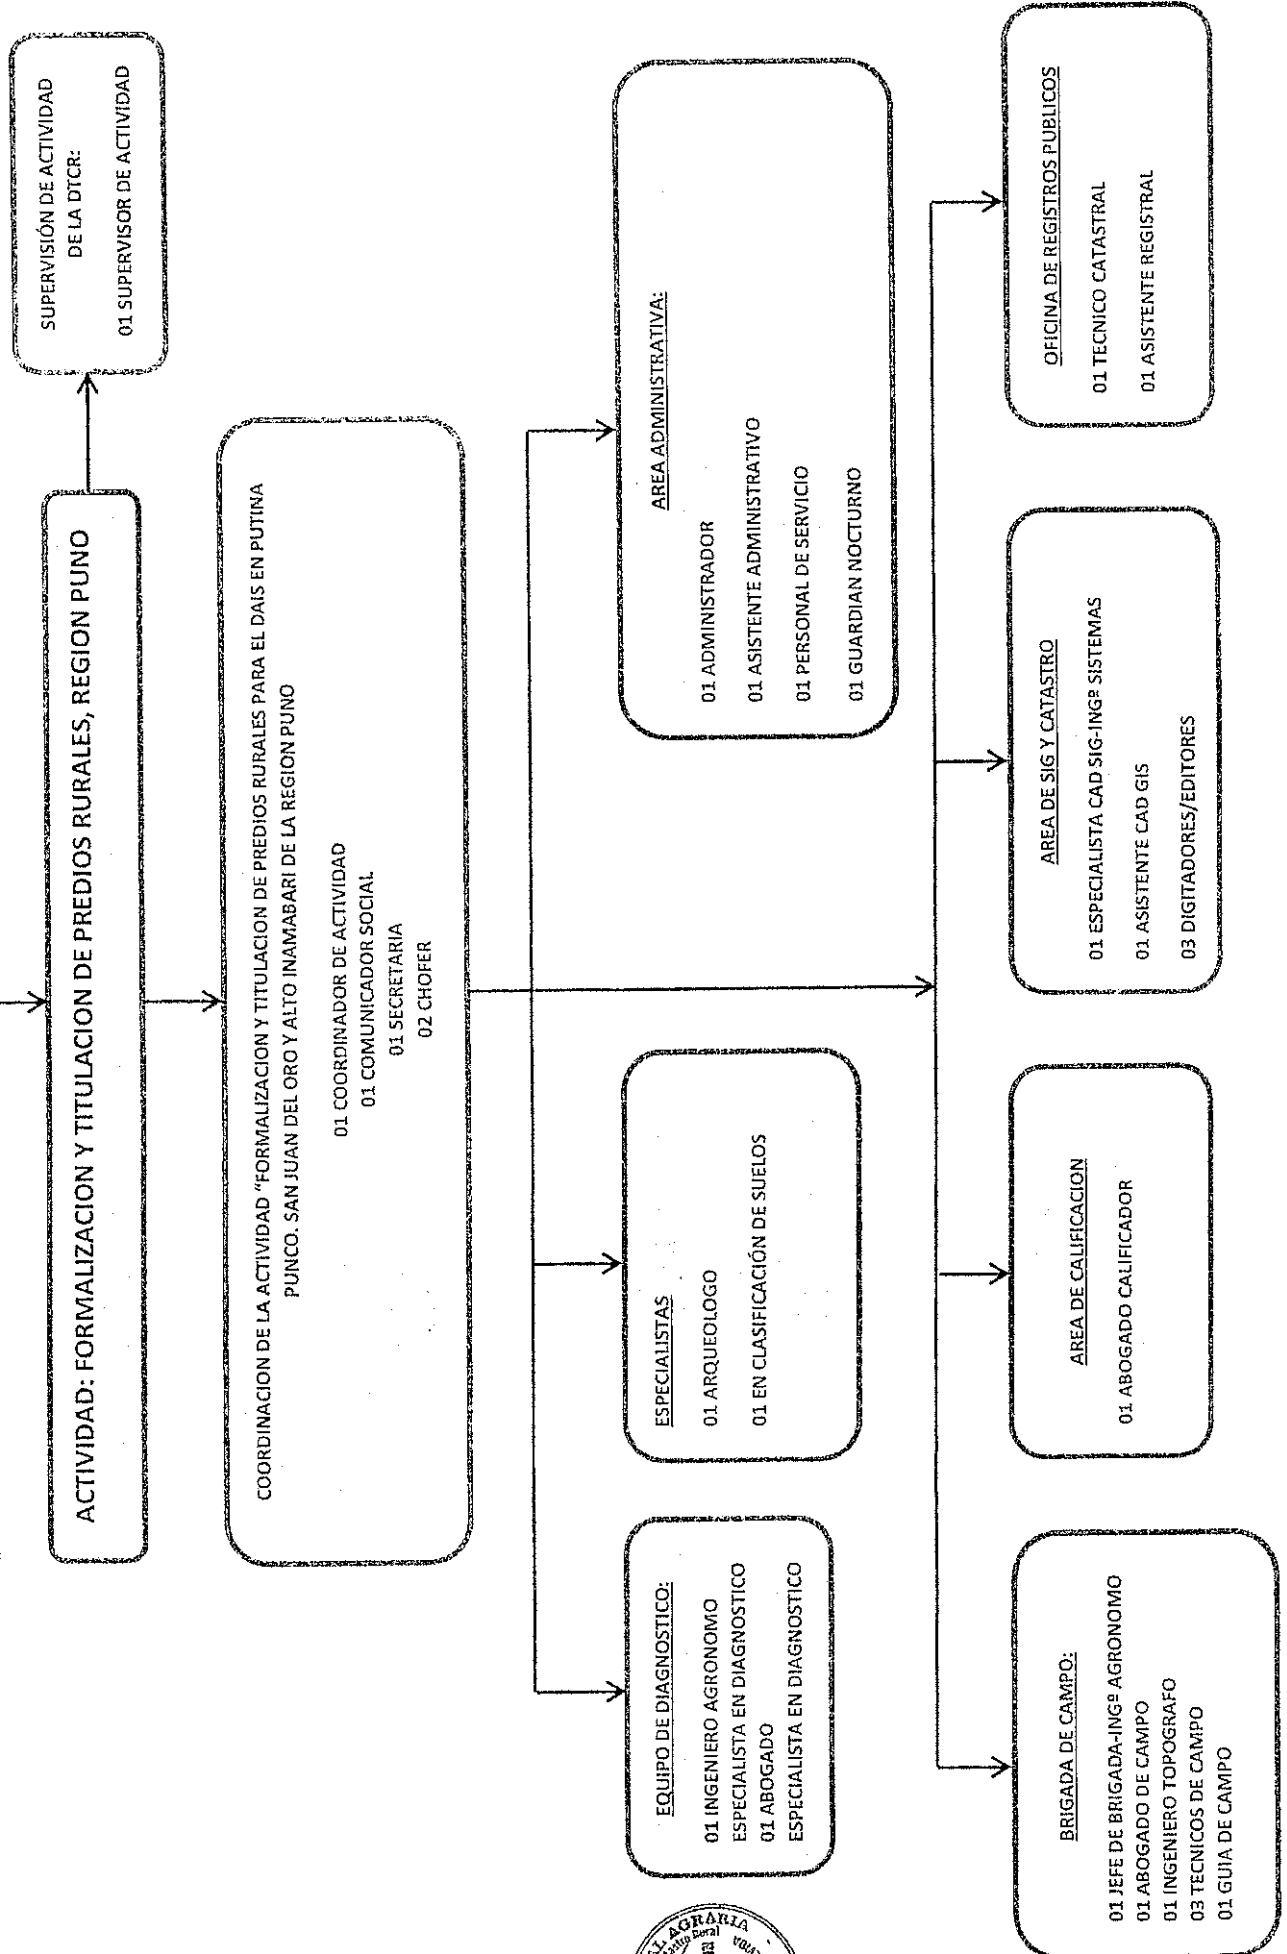 SUPERVISIÓN DE ACTIVIDAD
DE LA DTCR:
01 SUPERVISOR DE ACTIVIDAD
ACTIVIDAD: FORMALIZACION Y TITULACION DE PREDIOS RURALES, REGION PUNO
COORDINACION DE LA ACTIVIDAD "FORMALIZACION Y TITULACION DE PREDIOS RURALES PARA EL DAIS EN PUTINA
PUNCO. SAN JUAN DEL ORO Y ALTO INAMABARI DE LA REGION PUNO
01 COORDINADOR DE ACTIVIDAD
01 COMUNICADOR SOCIAL
01 SECRETARIA
02 CHOFER
EQUIPO DE DIAGNOSTICO:
01 INGENIERO AGRONOMO
ESPECIALISTA EN DIAGNOSTICO
01 ABOGADO
ESPECIALISTA EN DIAGNOSTICO
ESPECIALISTAS
01 ARQUEOLOGO
01 EN CLASIFICACIÓN DE SUELOS
AREA ADMINISTRATIVA:
01 ADMINISTRADOR
01 ASISTENTE ADMINISTRATIVO
01 PERSONAL DE SERVICIO
01 GUARDIAN NOCTURNO
BRIGADA DE CAMPO:
01 JEFE DE BRIGADA-INGº AGRONOMO
01 ABOGADO DE CAMPO
01 INGENIERO TOPOGRAFO
03 TECNICOS DE CAMPO
01 GUIA DE CAMPO
AREA DE CALIFICACION
01 ABOGADO CALIFICADOR
AREA DE SIG Y CATASTRO
01 ESPECIALISTA CAD SIG-INGº SISTEMAS
01 ASISTENTE CAD GIS
03 DIGITADORES/EDITORES
OFICINA DE REGISTROS PUBLICOS
01 TECNICO CATASTRAL
01 ASISTENTE REGISTRAL
AGRARIA